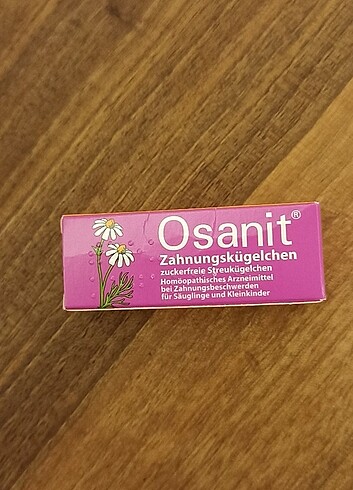 Osanit®
Zahnungskügelchen
zuckerfreie Streukügelchen
Homöopathisches Arzneimittel
bei Zahnungsbeschwerden
für Säuglinge und Kleinkinder